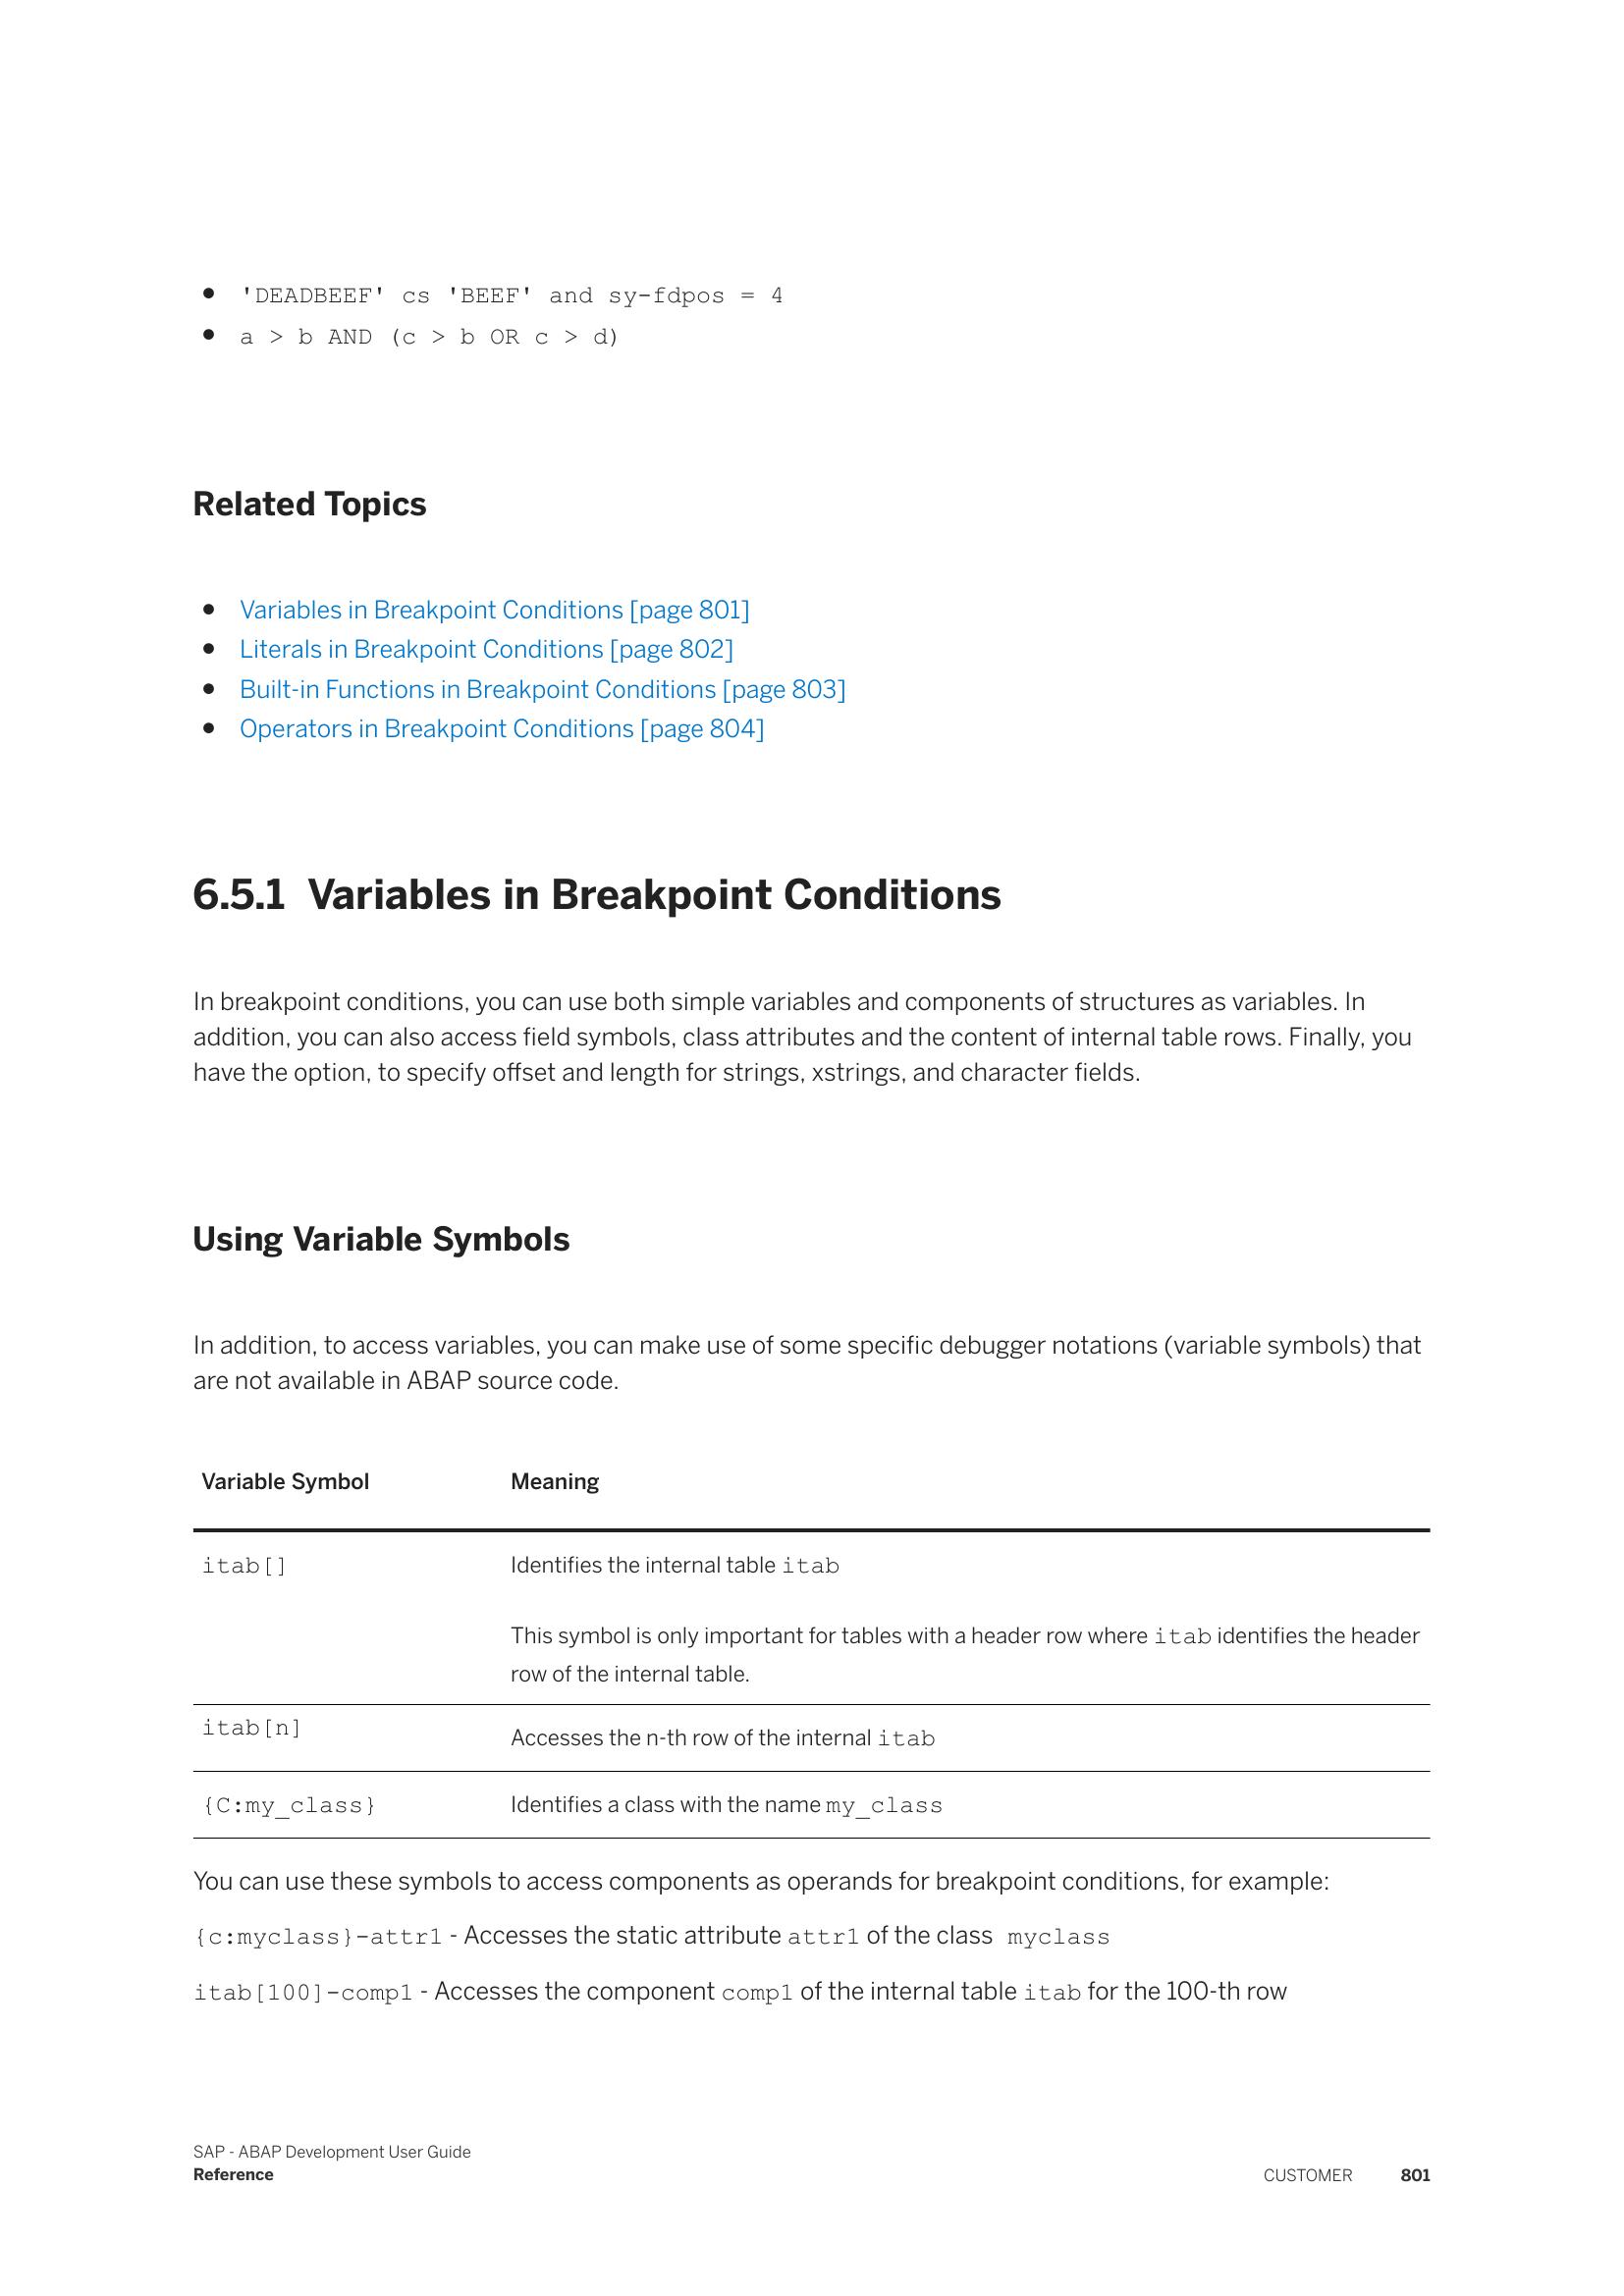 • 'DEADBEEF' cs 'BEEF' and sy-fdpos = 4
• a > b AND (c > b OR c > d)
Related Topics
• Variables in Breakpoint Conditions [page 801]
• Literals in Breakpoint Conditions [page 802]
• Built-in Functions in Breakpoint Conditions [page 803]
• Operators in Breakpoint Conditions [page 804]
6.5.1 Variables in Breakpoint Conditions
In breakpoint conditions, you can use both simple variables and components of structures as variables. In
addition, you can also access field symbols, class attributes and the content of internal table rows. Finally, you
have the option, to specify offset and length for strings, xstrings, and character fields.
Using Variable Symbols
In addition, to access variables, you can make use of some specific debugger notations (variable symbols) that
are not available in ABAP source code.
Variable Symbol Meaning
itab[] Identifies the internal table itab
This symbol is only important for tables with a header row where itab identifies the header
row of the internal table.
itab[n] Accesses the n-th row of the internal itab
{C:my_class} Identifies a class with the name my_class
You can use these symbols to access components as operands for breakpoint conditions, for example:
{c:myclass}-attr1 - Accesses the static attribute attr1 of the class myclass
itab[100]-comp1 - Accesses the component comp1 of the internal table itab for the 100-th row
SAP - ABAP Development User Guide
Reference CUSTOMER 801